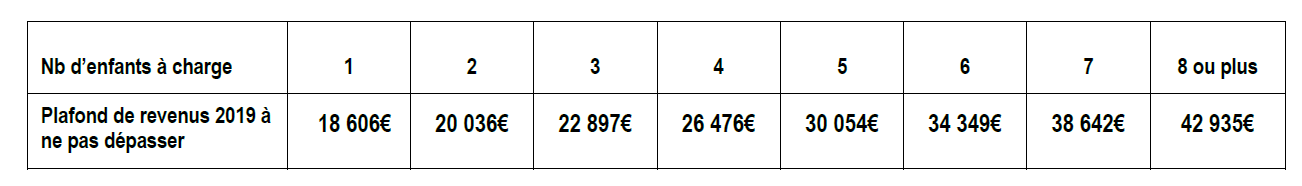 Nb d'enfants à charge 1 2 3 4 5 6 7 8 ou plus
Plafond de revenus 2019 à 18 606€ 20 036€ 22 897€ 26 476€ 30 054€ 34 349€ 38 642€ 42 935€
ne pas dépasser